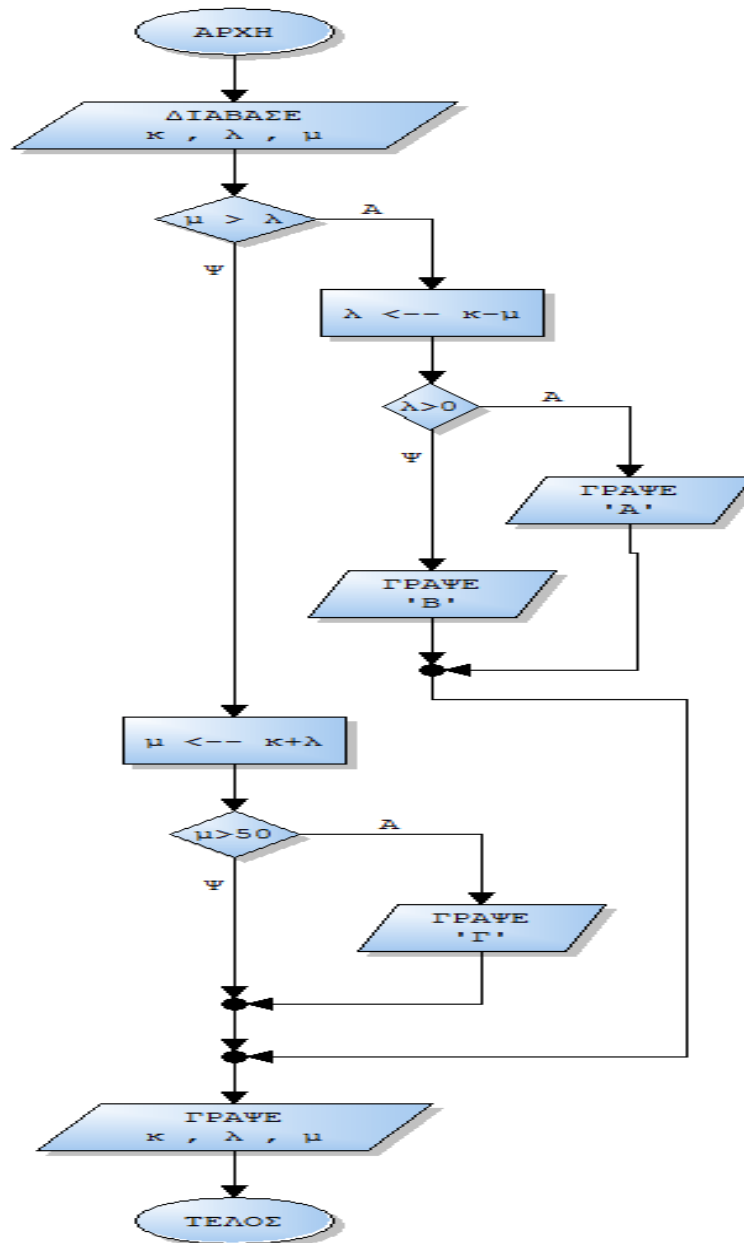 ΑΡΧΗ
ΔΙΑΒΑΣΕ
κ , λ , μ
μ > λ
Α
Ψ
λ <-- κ-μ
λ>0
Α
Ψ
ΓΡΑΨΕ
'Α'
ΓΡΑΨΕ
'Β'
μ <-- κ+λ
μ>50
Α
Ψ
ΓΡΑΨΕ
'Γ'
ΓΡΑΨΕ
κ , λ , μ
ΤΕΛΟΣ